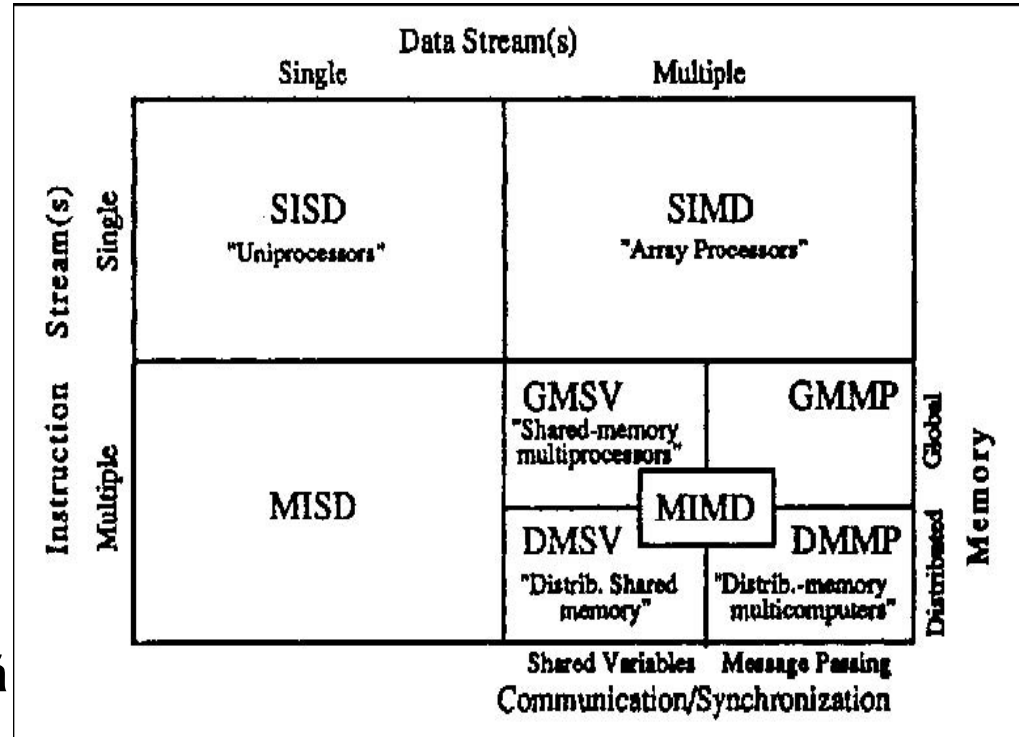 Data Stream(s)
Single Multiple
Instruction Stream(s)
Single
Multiple
SISD
"Uniprocessors"
SIMD
"Array Processors"
MISD
GMSV
"Shared-memory
multiprocessors"
GMMP
MIMD
DMSV
"Distrib. Shared
memory"
DMMP
"Distrib.-memory
multicomputers"
Global
Distributed
Memory
Shared Variables Message Passing
Communication/Synchronization